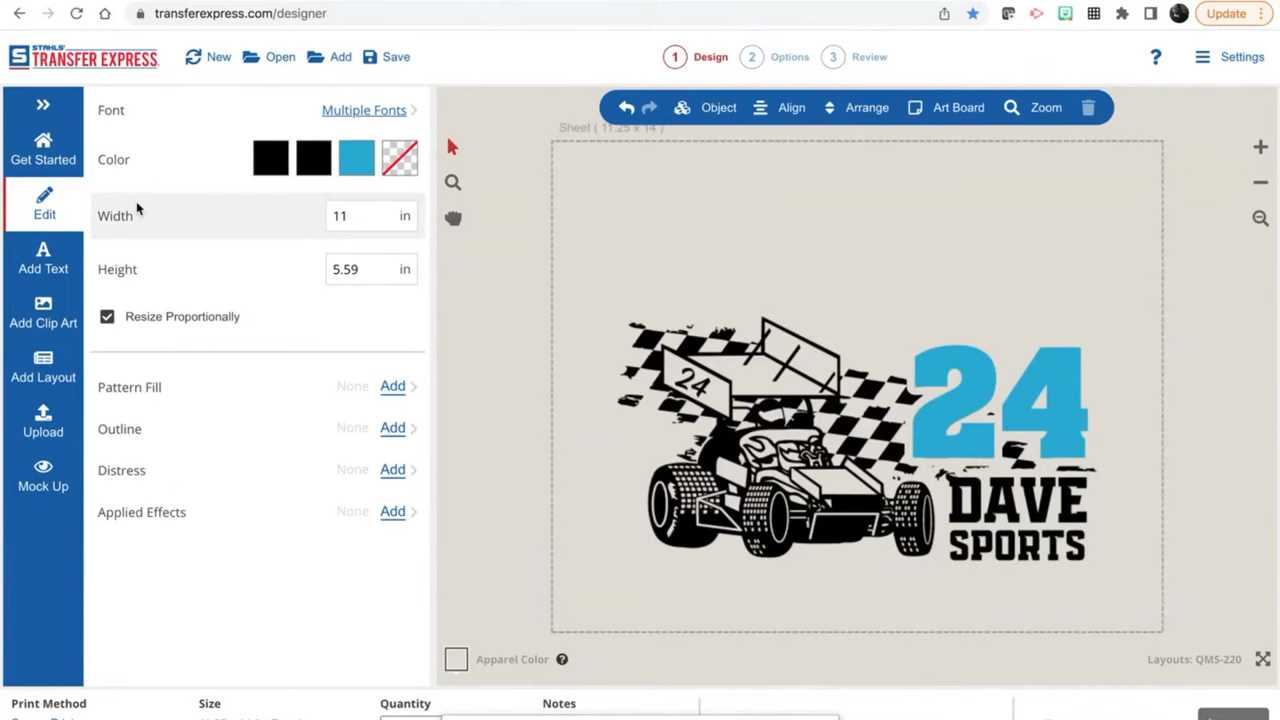 transferexpress.com/designer
Update
STAHLS' TRANSFER EXPRESS
New
Open
Add
Save
1 Design
2 Options
3 Review
?
Settings
Font
Multiple Fonts
Color
Width
11 in
Height
5.59 in
Resize Proportionally
Pattern Fill None Add
Outline None Add
Distress None Add
Applied Effects None Add
Get Started
Edit
Add Text
Add Clip Art
Add Layout
Upload
Mock Up
Object
Align
Arrange
Art Board
Zoom
Sheet ( 11.25 x 14 )
24
24
DAVE
SPORTS
Apparel Color ?
Layouts: QMS-220
Print Method
Size
Quantity
Notes